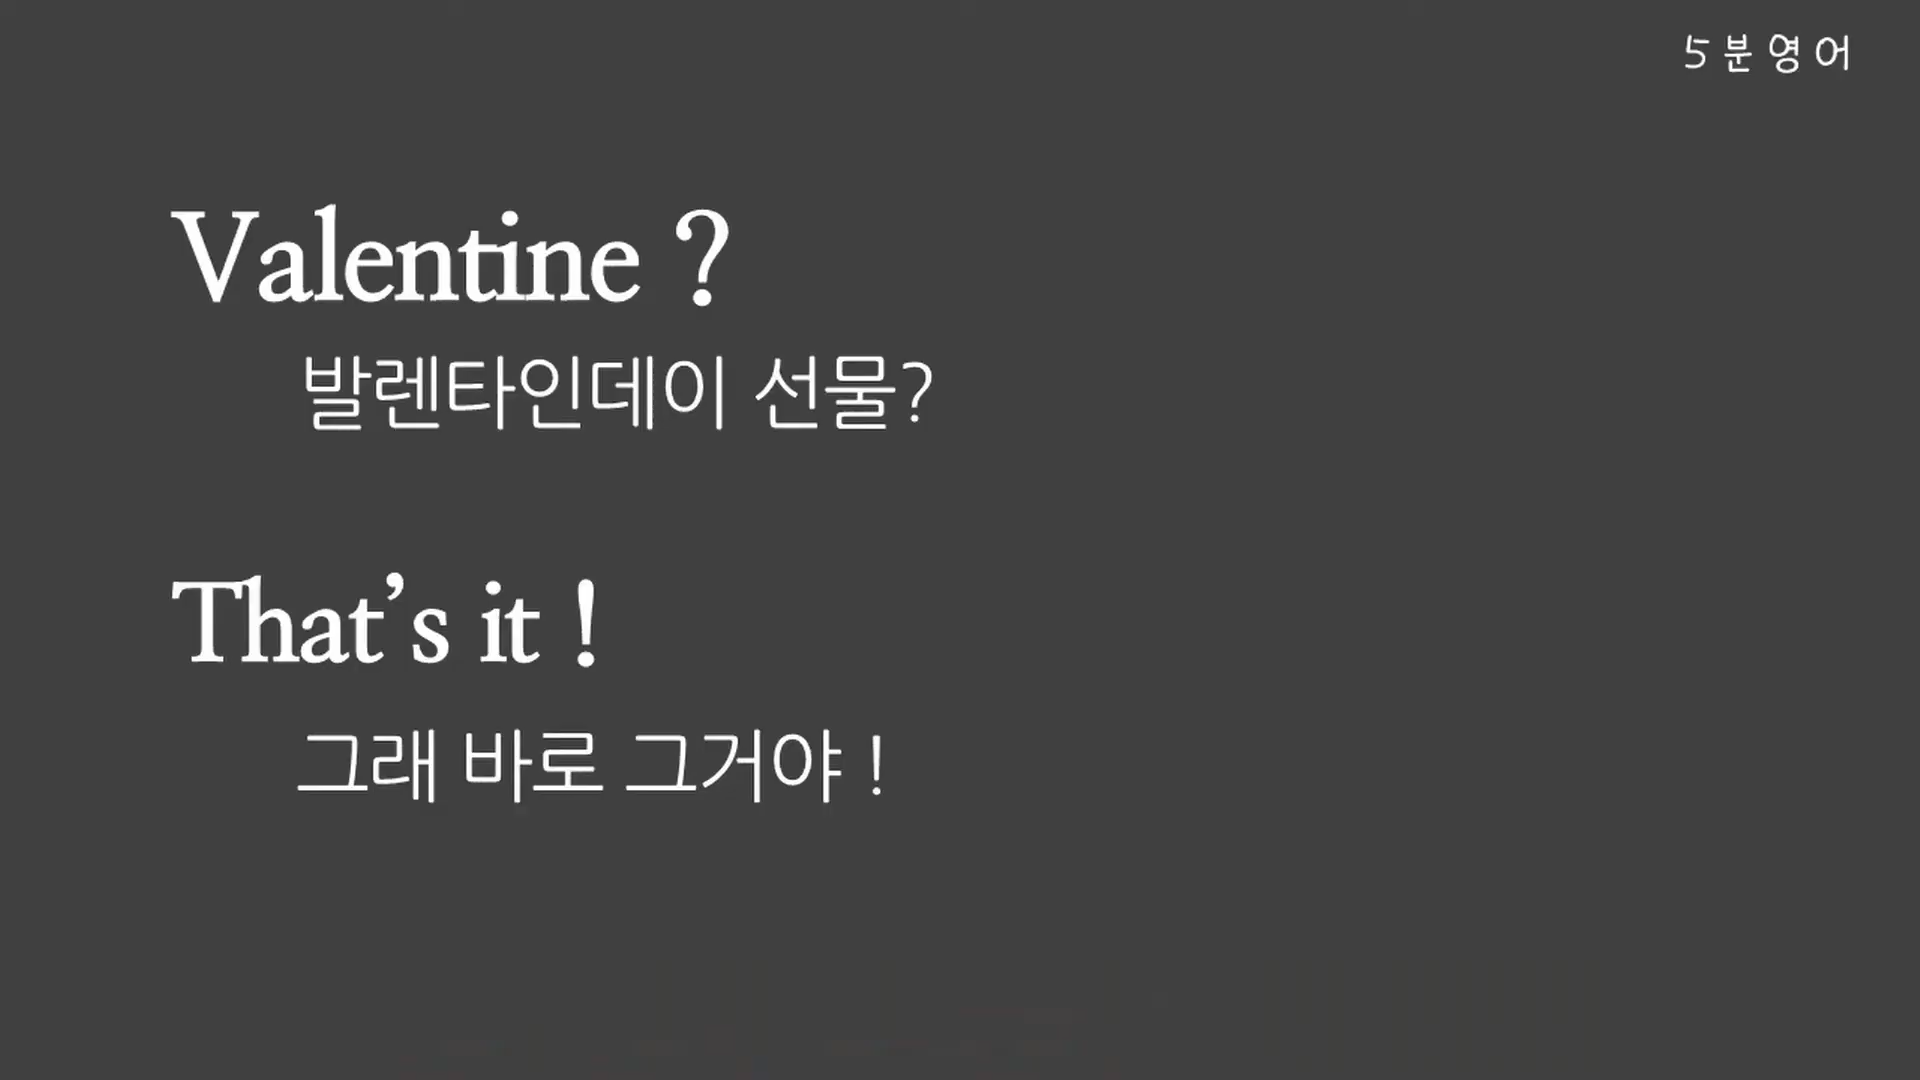 5분영어
Valentine ?
발렌타인데이 선물?
That’s it !
그래 바로 그거야 !